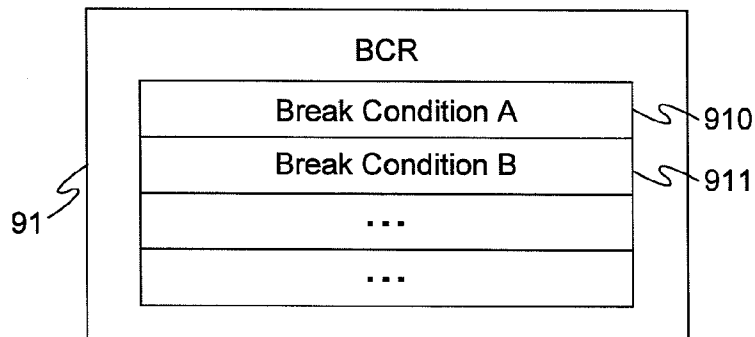 BCR
Break Condition A
910
Break Condition B
911
91
...
...